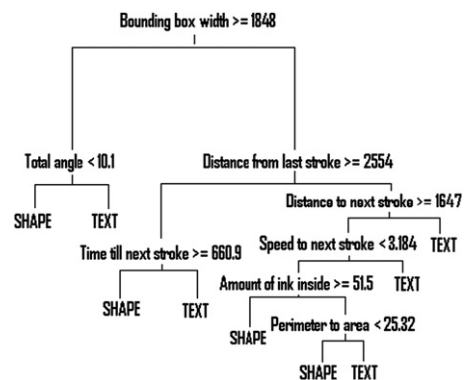 Bounding box width >= 1848
Total angle < 10.1
Distance from last stroke >= 2554
SHAPE
TEXT
Distance to next stroke >= 1647
Time till next stroke >= 660.9
Speed to next stroke < 3.184
TEXT
SHAPE
TEXT
Amount of ink inside >= 51.5
TEXT
SHAPE
Perimeter to area < 25.32
SHAPE
TEXT